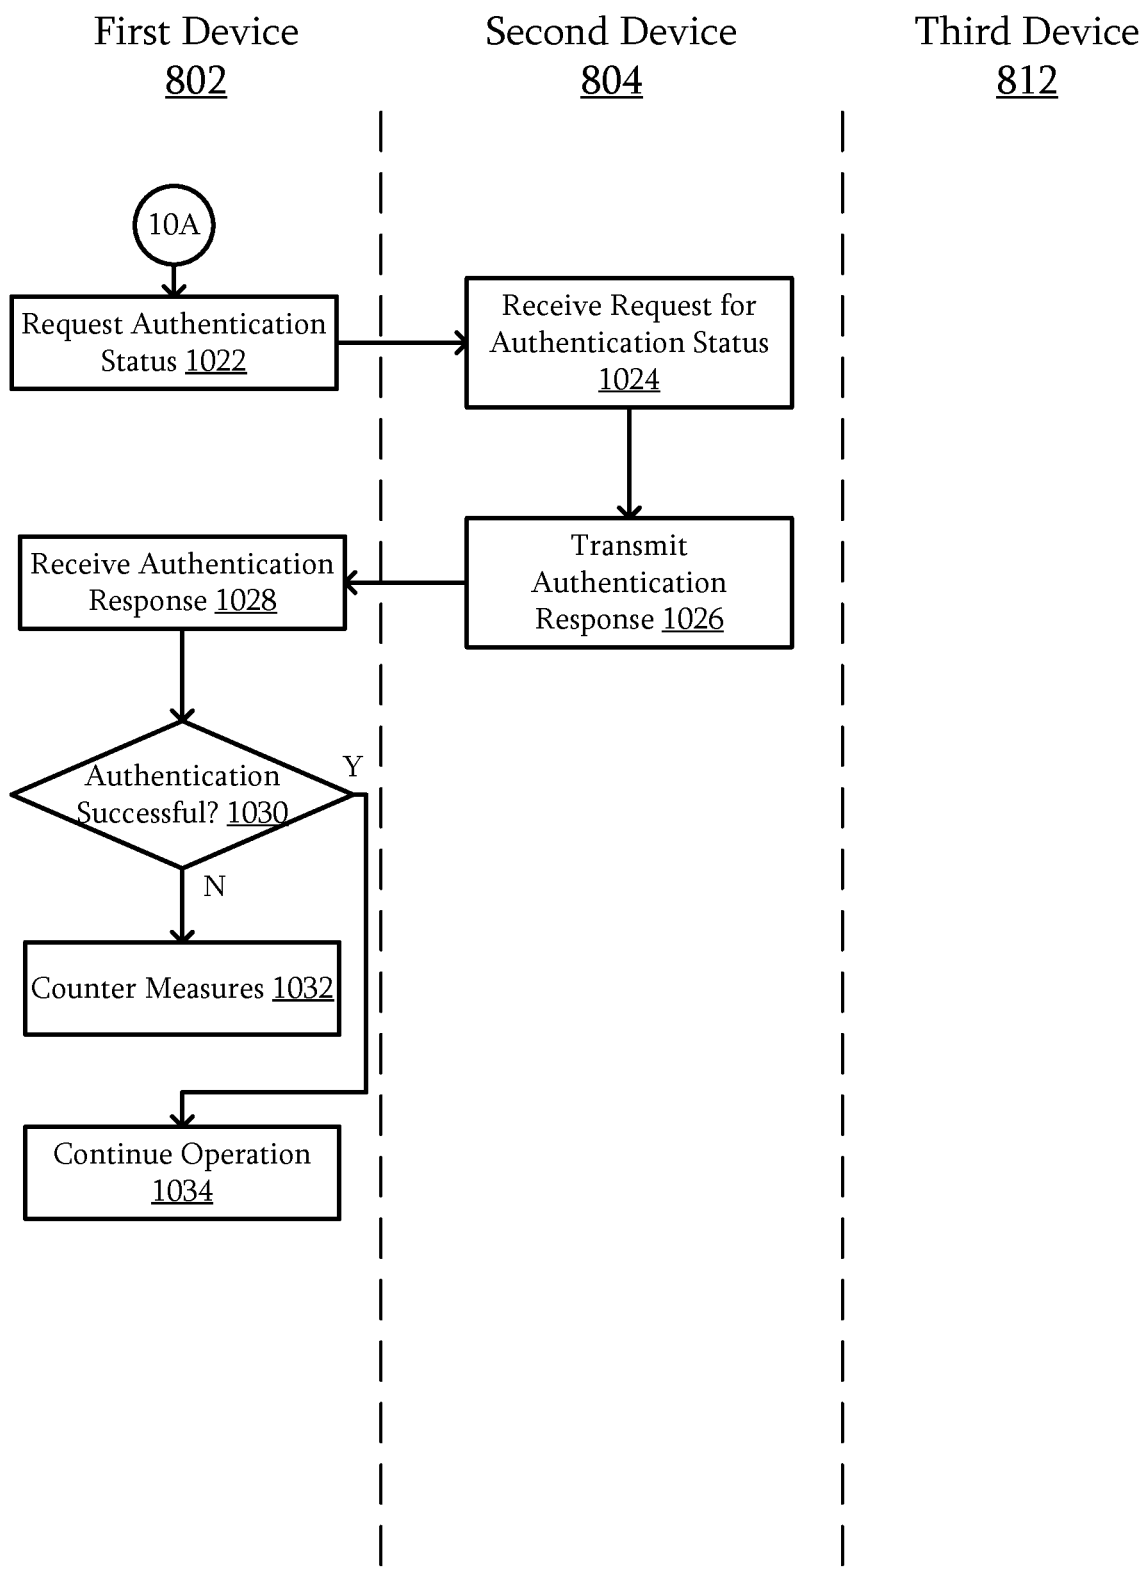 First Device
802
Second Device
804
Third Device
812
10A
Request Authentication
Status 1022
Receive Request for
Authentication Status
1024
Transmit
Authentication
Response 1026
Receive Authentication
Response 1028
Authentication
Successful? 1030
Y
N
Counter Measures 1032
Continue Operation
1034